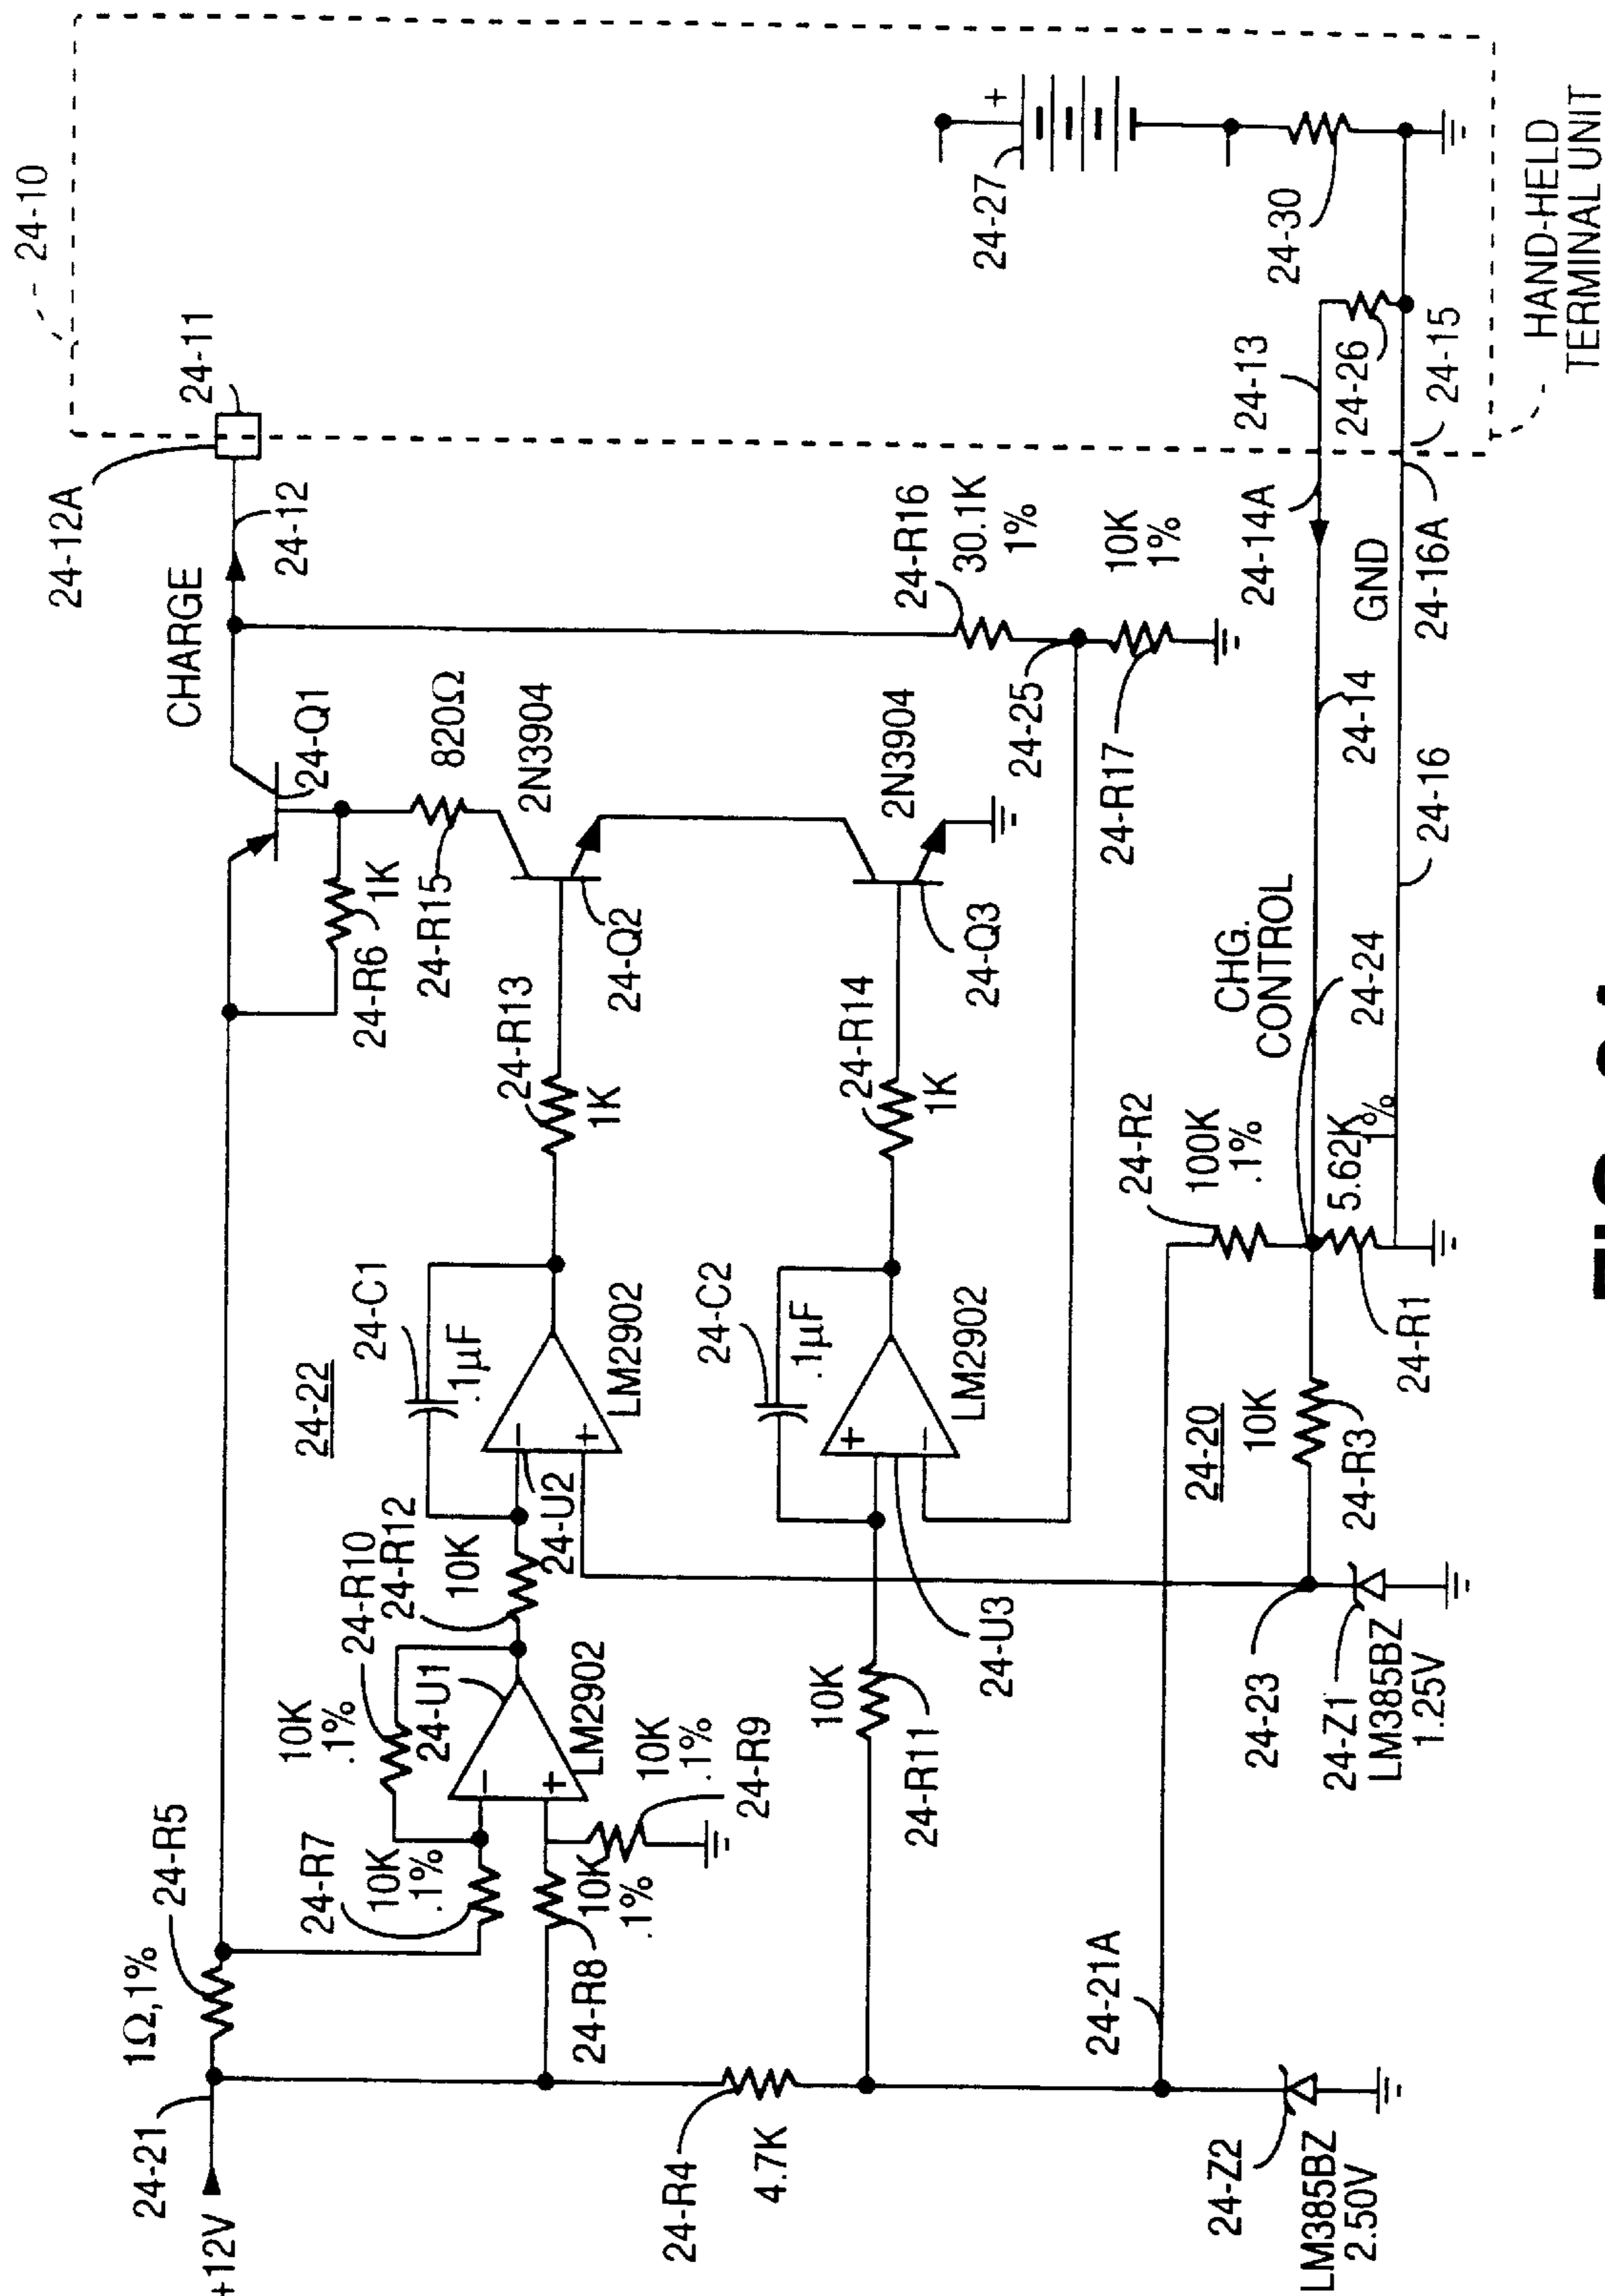 24-10
24-11
24-12A
24-12
CHARGE
24-Q1
24-R6
1K
24-R15
820Ω
2N3904
24-Q2
24-R13
1K
24-R16
30.1K
1%
24-25
10K
1%
24-R17
2N3904
24-Q3
24-R14
1K
24-27
+
24-30
24-13
24-26
24-15
HAND-HELD
TERMINAL UNIT
24-14A
GND
24-16A
24-14
24-16
CHG.
CONTROL
24-24
24-R2
100K
.1%
5.62K
.1%
24-R1
24-20
10K
24-R3
24-22
24-C1
.1µF
LM2902
24-U2
24-R12
10K
24-R10
10K
.1%
24-U1
LM2902
10K
.1%
24-R9
24-C2
.1µF
LM2902
24-U3
10K
24-R11
24-23
24-Z1
LM385BZ
1.25V
24-R5
1Ω,1%
24-R7
10K
.1%
10K
.1%
24-R8
24-21
+12V
24-R4
4.7K
24-21A
24-Z2
LM385BZ
2.50V